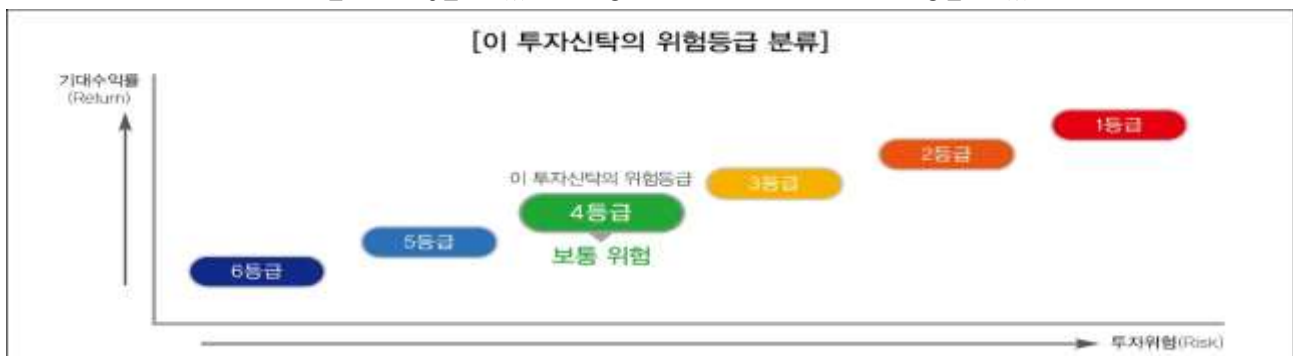 [이 투자신탁의 위험등급 분류]
기대수익률
(Return)
1등급
2등급
이 투자신탁의 위험등급
3등급
4등급
5등급
보통 위험
6등급
투자위험(Risk)